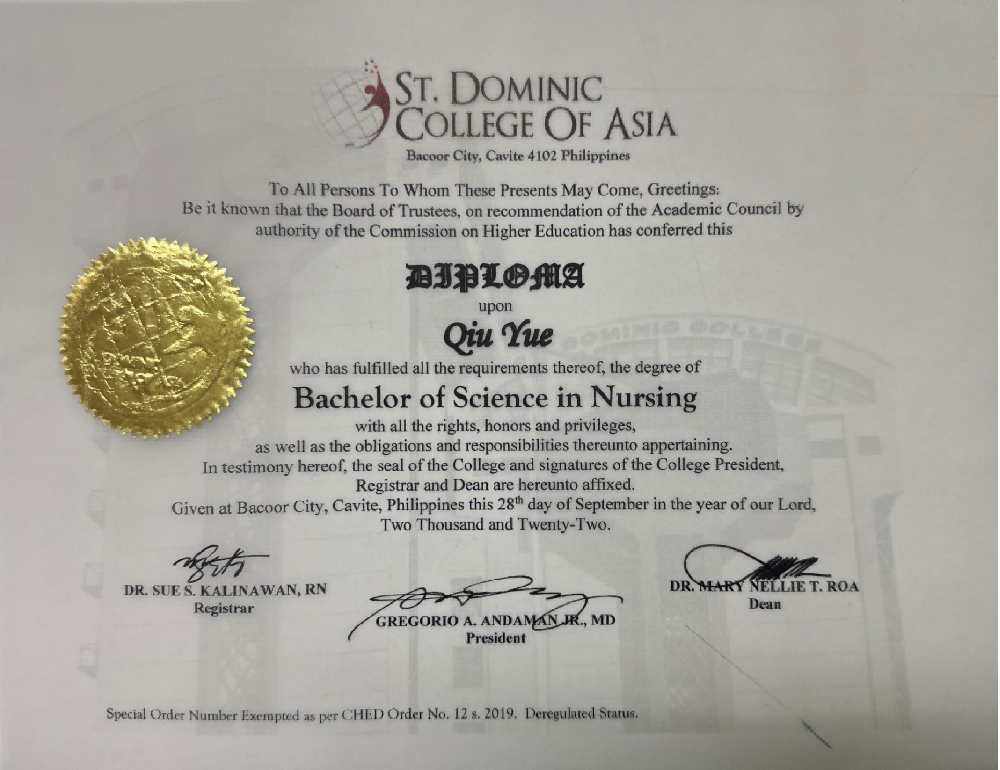 ST. DOMINIC
COLLEGE OF ASIA
Bacoor City, Cavite 4102 Philippines
To All Persons To Whom These Presents May Come, Greetings:
Be it known that the Board of Trustees, on recommendation of the Academic Council by
authority of the Commission on Higher Education has conferred this
DIPLOMA
upon
Qiu Yue
DOMINIC COLLEGE
who has fulfilled all the requirements thereof, the degree of
Bachelor of Science in Nursing
with all the rights, honors and privileges,
as well as the obligations and responsibilities thereunto appertaining.
In testimony hereof, the seal of the College and signatures of the College President,
Registrar and Dean are hereunto affixed.
Given at Bacoor City, Cavite, Philippines this 28th day of September in the year of our Lord,
Two Thousand and Twenty-Two.
DR. SUE S. KALINAWAN, RN
Registrar
GREGORIO A. ANDAMAN JR., MD
President
DR. MARY NELLIE T. ROA
Dean
Special Order Number Exempted as per CHED Order No. 12 s. 2019. Deregulated Status.